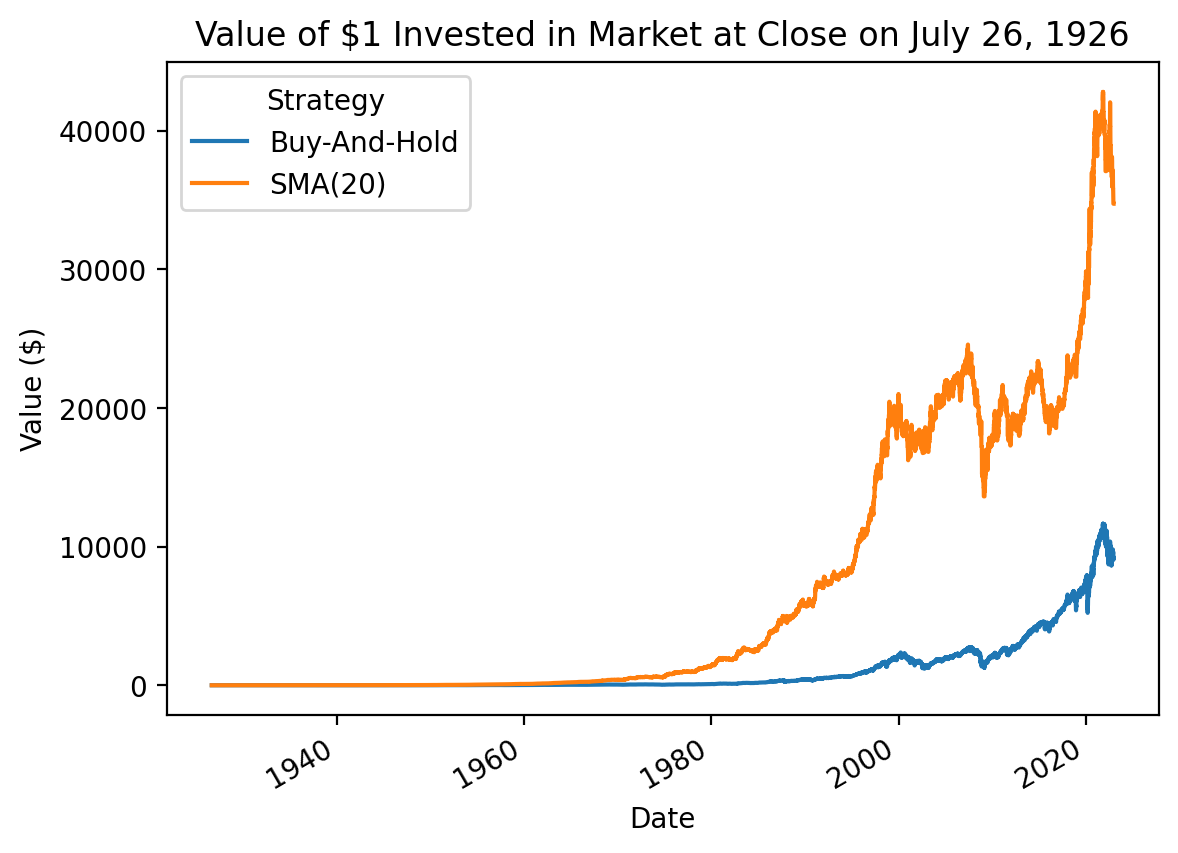 Value of $1 Invested in Market at Close on July 26, 1926
Strategy
Buy-And-Hold
SMA(20)
Value ($)
40000
30000
20000
10000
0
1940
1960
1980
2000
2020
Date